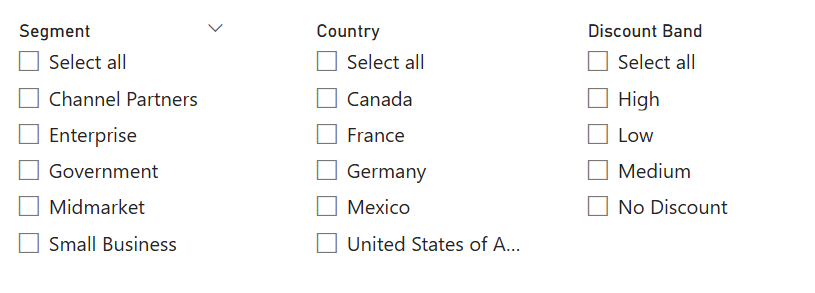 Segment
Select all
Channel Partners
Enterprise
Government
Midmarket
Small Business
Country
Select all
Canada
France
Germany
Mexico
United States of A...
Discount Band
Select all
High
Low
Medium
No Discount